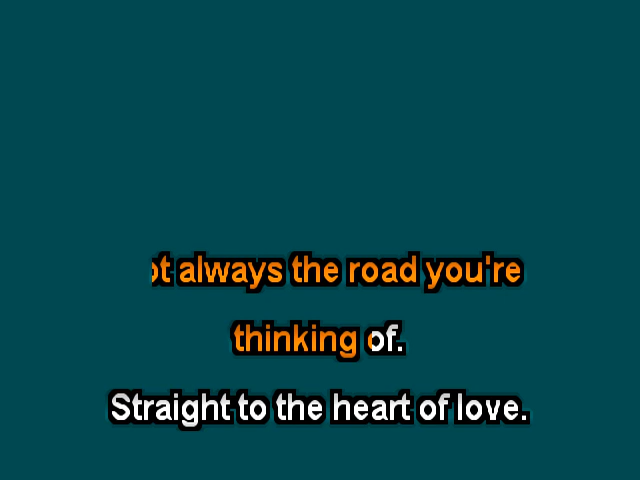 always the road you're
thinking of.
Straight to the heart of love.